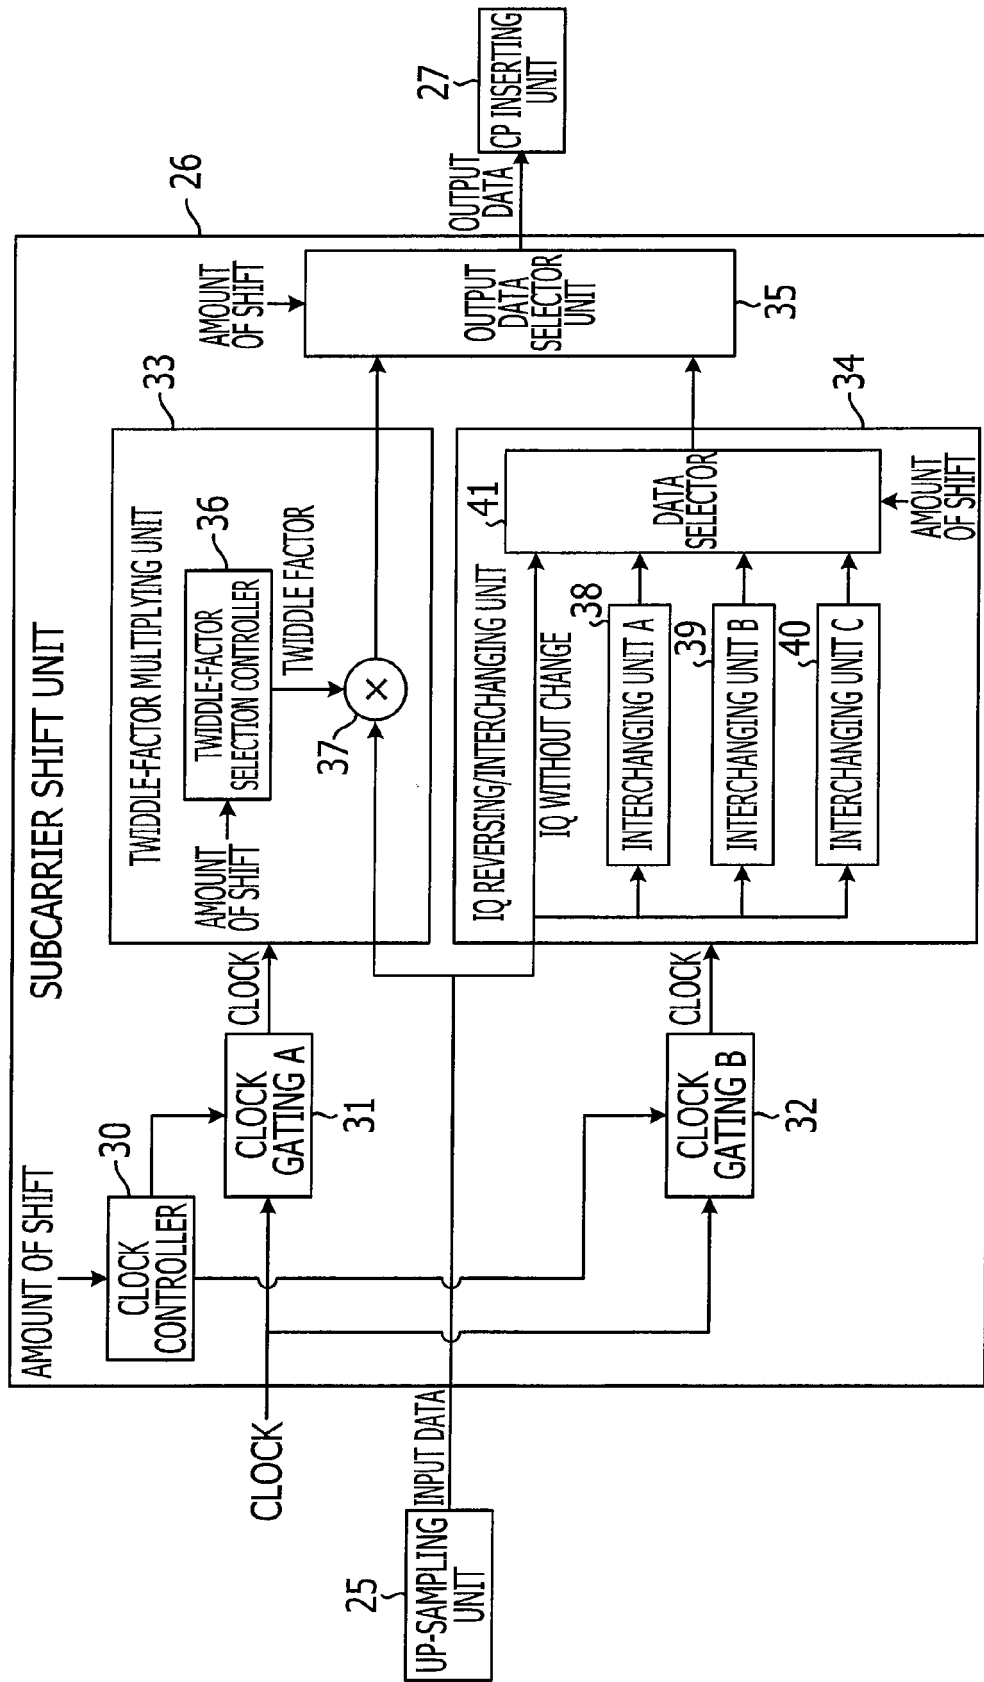 SUBCARRIER SHIFT UNIT
26
AMOUNT OF SHIFT
30
CLOCK
CONTROLLER
CLOCK
CLOCK
GATING A
31
CLOCK
CLOCK
GATING B
32
CLOCK
25
UP-SAMPLING
UNIT
INPUT DATA
33
TWIDDLE-FACTOR MULTIPLYING UNIT
AMOUNT
OF SHIFT
36
TWIDDLE-FACTOR
SELECTION CONTROLLER
TWIDDLE FACTOR
37
×
34
IQ REVERSING/INTERCHANGING UNIT
IQ WITHOUT CHANGE
38
INTERCHANGING UNIT A
39
INTERCHANGING UNIT B
40
INTERCHANGING UNIT C
41
DATA
SELECTOR
AMOUNT
OF SHIFT
AMOUNT
OF SHIFT
OUTPUT
DATA
SELECTOR
UNIT
35
OUTPUT
DATA
27
CP INSERTING
UNIT